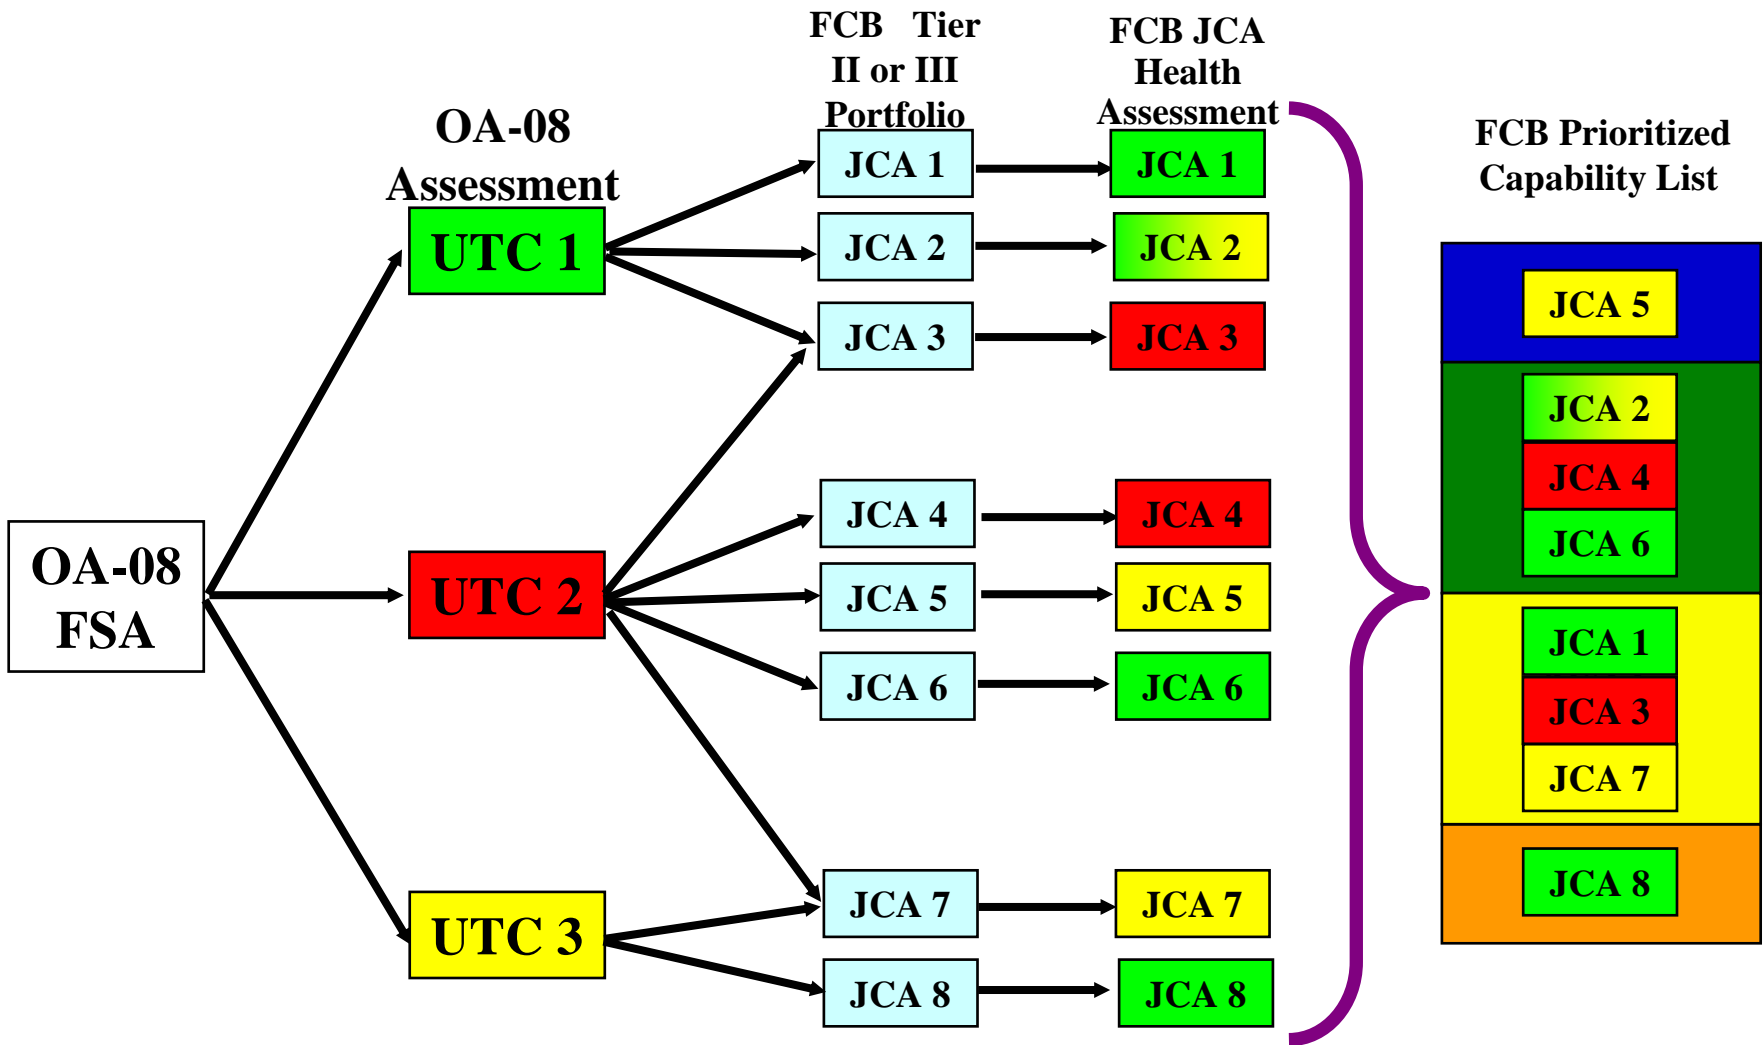 FCB Tier
II or III
Portfolio
FCB JCA
Health
Assessment
OA-08
Assessment
FCB Prioritized
Capability List
OA-08
FSA
UTC 1
UTC 2
UTC 3
JCA 1
JCA 2
JCA 3
JCA 4
JCA 5
JCA 6
JCA 7
JCA 8
JCA 1
JCA 2
JCA 3
JCA 4
JCA 5
JCA 6
JCA 7
JCA 8
JCA 5
JCA 2
JCA 4
JCA 6
JCA 1
JCA 3
JCA 7
JCA 8